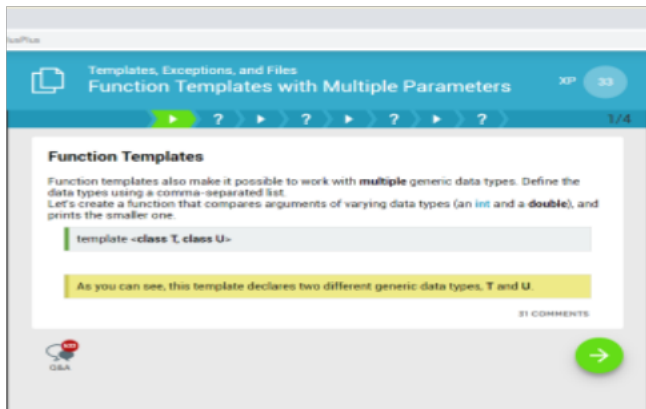 Templates, Exceptions, and Files
Function Templates with Multiple Parameters
XP 33
? ? ? ? 1/4
Function Templates
Function templates also make it possible to work with multiple generic data types. Define the
data types using a comma-separated list.
Let's create a function that compares arguments of varying data types (an int and a double), and
prints the smaller one.
template <class T, class U>
As you can see, this template declares two different generic data types, T and U.
31 COMMENTS
Q&A